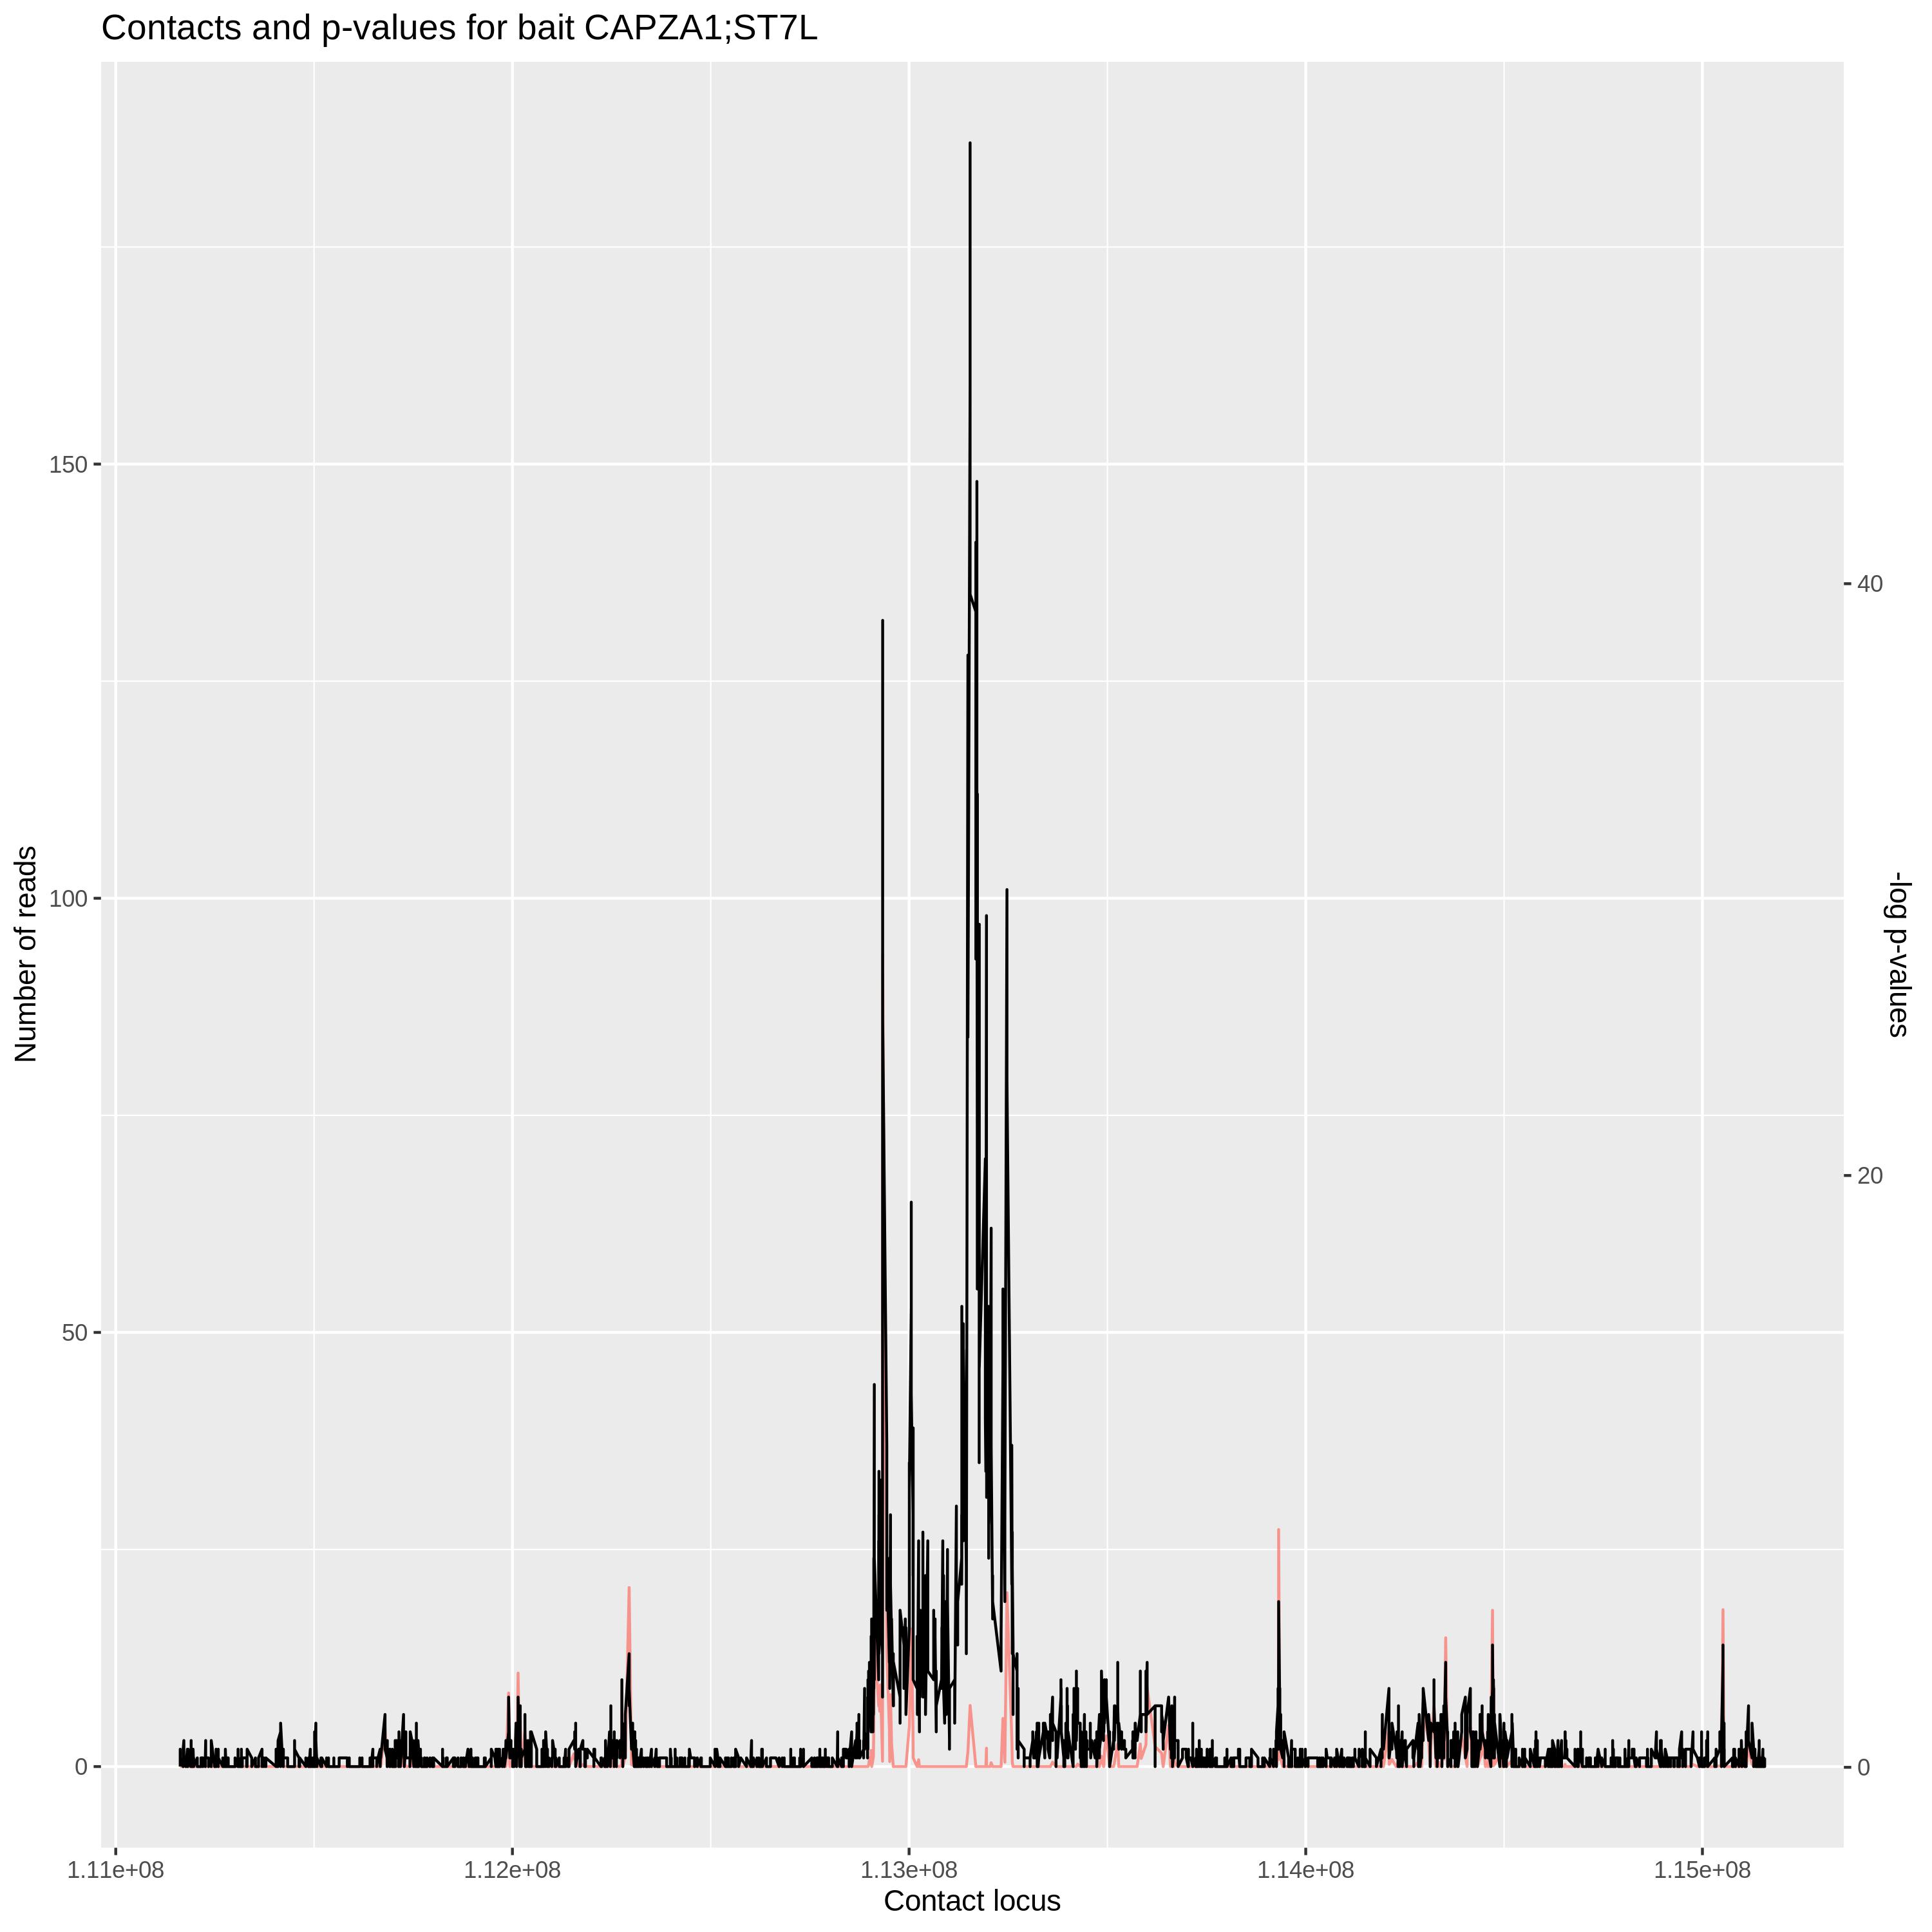 Contacts and p-values for bait CAPZA1;ST7L
150
100
50
0
Number of reads
40
20
0
-log p-values
1.11e+08 1.12e+08 1.13e+08 1.14e+08 1.15e+08
Contact locus